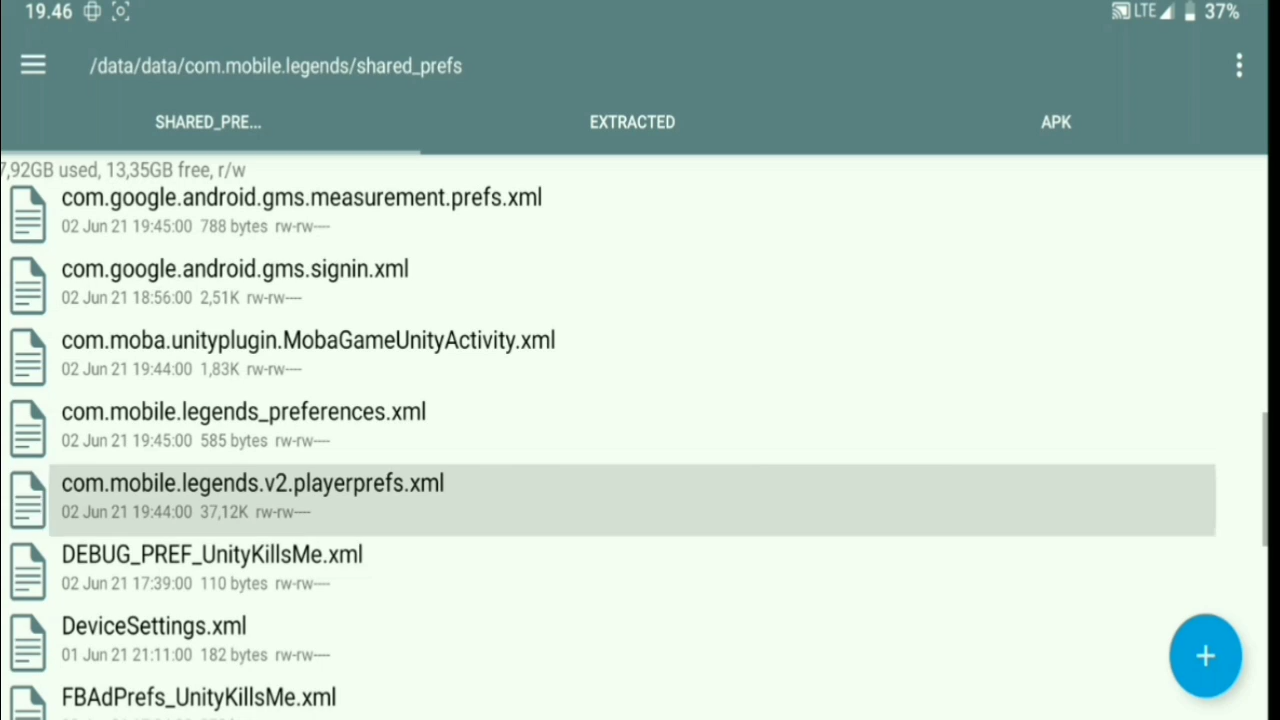 19.46 LTE 37%
/data/data/com.mobile.legends/shared_prefs
SHARED_PRE... EXTRACTED APK
7,92GB used, 13,35GB free, r/w
com.google.android.gms.measurement.prefs.xml
02 Jun 21 19:45:00 788 bytes rw-rw----
com.google.android.gms.signin.xml
02 Jun 21 18:56:00 2,51K rw-rw----
com.moba.unityplugin.MobaGameUnityActivity.xml
02 Jun 21 19:44:00 1,83K rw-rw----
com.mobile.legends_preferences.xml
02 Jun 21 19:45:00 585 bytes rw-rw----
com.mobile.legends.v2.playerprefs.xml
02 Jun 21 19:44:00 37,12K rw-rw----
DEBUG_PREF_UnityKillsMe.xml
02 Jun 21 17:39:00 110 bytes rw-rw----
DeviceSettings.xml
01 Jun 21 21:11:00 182 bytes rw-rw----
FBAdPrefs_UnityKillsMe.xml